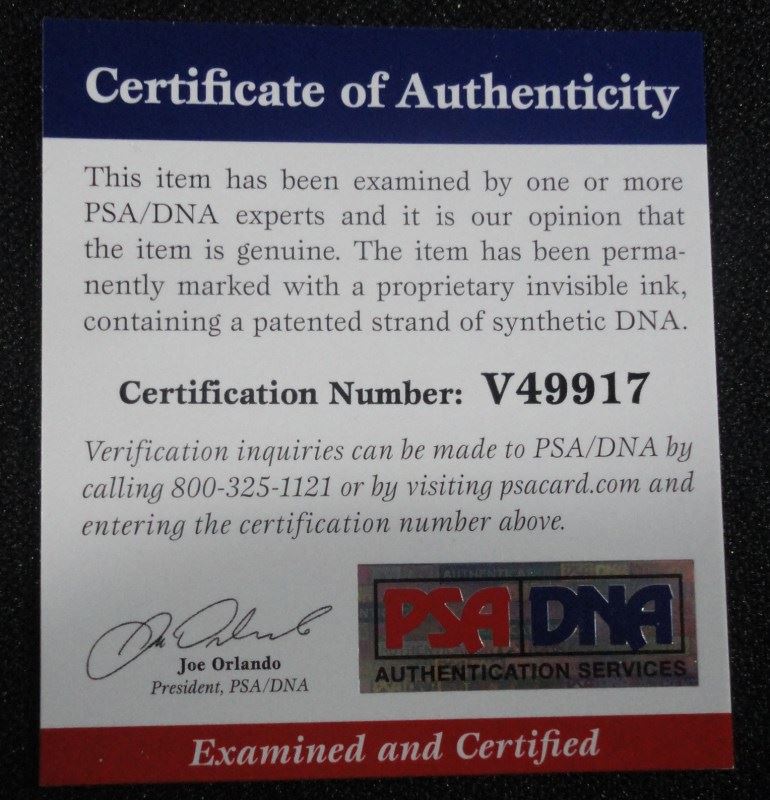 Certificate of Authenticity
This item has been examined by one or more
PSA/DNA experts and it is our opinion that
the item is genuine. The item has been perma-
nently marked with a proprietary invisible ink,
containing a patented strand of synthetic DNA.
Certification Number: V49917
Verification inquiries can be made to PSA/DNA by
calling 800-325-1121 or by visiting psacard.com and
entering the certification number above.
Joe Orlando
President, PSA/DNA
PSA DNA
AUTHENTICATION SERVICES
Examined and Certified